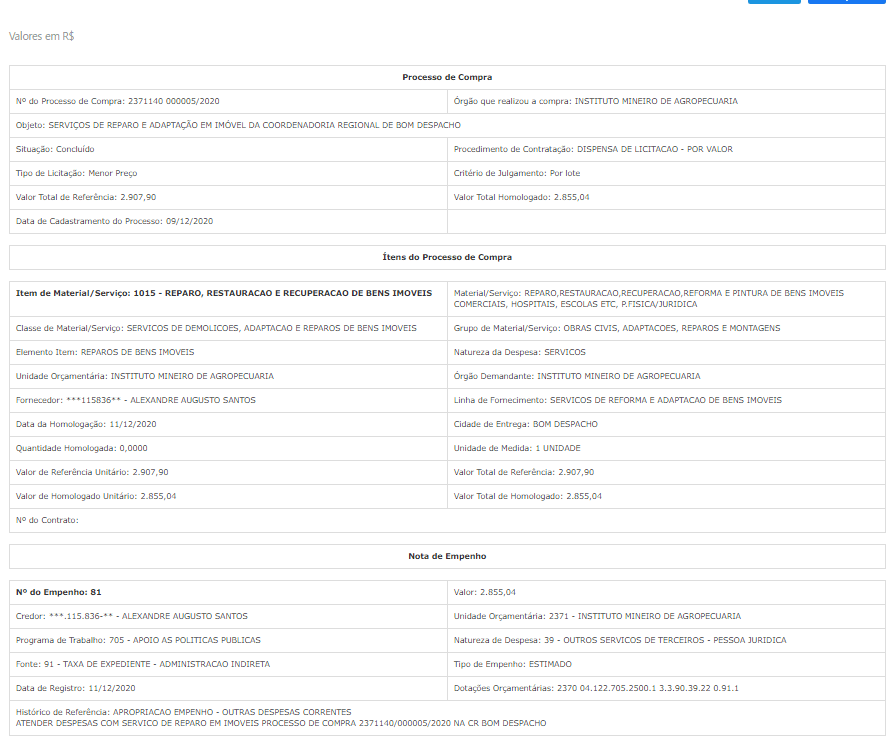 Valores em R$
Processo de Compra
Nº do Processo de Compra: 2371140 000005/2020
Órgão que realizou a compra: INSTITUTO MINEIRO DE AGROPECUARIA
Objeto: SERVIÇOS DE REPARO E ADAPTAÇÃO EM IMÓVEL DA COORDENADORIA REGIONAL DE BOM DESPACHO
Situação: Concluído
Procedimento de Contratação: DISPENSA DE LICITACAO - POR VALOR
Tipo de Licitação: Menor Preço
Critério de Julgamento: Por lote
Valor Total de Referência: 2.907,90
Valor Total Homologado: 2.855,04
Data de Cadastramento do Processo: 09/12/2020
Ítens do Processo de Compra
Item de Material/Serviço: 1015 - REPARO, RESTAURACAO E RECUPERACAO DE BENS IMOVEIS
Material/Serviço: REPARO,RESTAURACAO,RECUPERACAO,REFORMA E PINTURA DE BENS IMOVEIS
COMERCIAIS, HOSPITAIS, ESCOLAS ETC, P.FISICA/JURIDICA
Classe de Material/Serviço: SERVICOS DE DEMOLICOES, ADAPTACAO E REPAROS DE BENS IMOVEIS
Grupo de Material/Serviço: OBRAS CIVIS, ADAPTACOES, REPAROS E MONTAGENS
Elemento Item: REPAROS DE BENS IMOVEIS
Natureza da Despesa: SERVICOS
Unidade Orçamentária: INSTITUTO MINEIRO DE AGROPECUARIA
Órgão Demandante: INSTITUTO MINEIRO DE AGROPECUARIA
Fornecedor: ***115836** - ALEXANDRE AUGUSTO SANTOS
Linha de Fornecimento: SERVICOS DE REFORMA E ADAPTACAO DE BENS IMOVEIS
Data da Homologação: 11/12/2020
Cidade de Entrega: BOM DESPACHO
Quantidade Homologada: 0,0000
Unidade de Medida: 1 UNIDADE
Valor de Referência Unitário: 2.907,90
Valor Total de Referência: 2.907,90
Valor de Homologado Unitário: 2.855,04
Valor Total de Homologado: 2.855,04
Nº do Contrato:
Nota de Empenho
Nº do Empenho: 81
Valor: 2.855,04
Credor: ***.115.836-** - ALEXANDRE AUGUSTO SANTOS
Unidade Orçamentária: 2371 - INSTITUTO MINEIRO DE AGROPECUARIA
Programa de Trabalho: 705 - APOIO AS POLITICAS PUBLICAS
Natureza de Despesa: 39 - OUTROS SERVICOS DE TERCEIROS - PESSOA JURIDICA
Fonte: 91 - TAXA DE EXPEDIENTE - ADMINISTRACAO INDIRETA
Tipo de Empenho: ESTIMADO
Data de Registro: 11/12/2020
Dotações Orçamentárias: 2370 04.122.705.2500.1 3.3.90.39.22 0.91.1
Histórico de Referência: APROPRIACAO EMPENHO - OUTRAS DESPESAS CORRENTES
ATENDER DESPESAS COM SERVICO DE REPARO EM IMOVEIS PROCESSO DE COMPRA 2371140/000005/2020 NA CR BOM DESPACHO